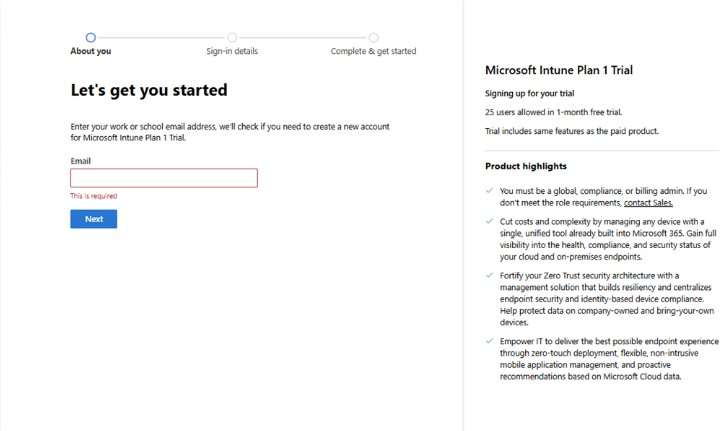 About you
Sign-in details
Complete & get started
Let's get you started
Enter your work or school email address, we'll check if you need to create a new account
for Microsoft Intune Plan 1 Trial.
Email
This is required
Next
Microsoft Intune Plan 1 Trial
Signing up for your trial
25 users allowed in 1-month free trial.
Trial includes same features as the paid product.
Product highlights
You must be a global, compliance, or billing admin. If you
don't meet the role requirements, contact Sales.
Cut costs and complexity by managing any device with a
single, unified tool already built into Microsoft 365. Gain full
visibility into the health, compliance, and security status of
your cloud and on-premises endpoints.
Fortify your Zero Trust security architecture with a
management solution that builds resiliency and centralizes
endpoint security and identity-based device compliance.
Help protect data on company-owned and bring-your-own
devices.
Empower IT to deliver the best possible endpoint experience
through zero-touch deployment, flexible, non-intrusive
mobile application management, and proactive
recommendations based on Microsoft Cloud data.